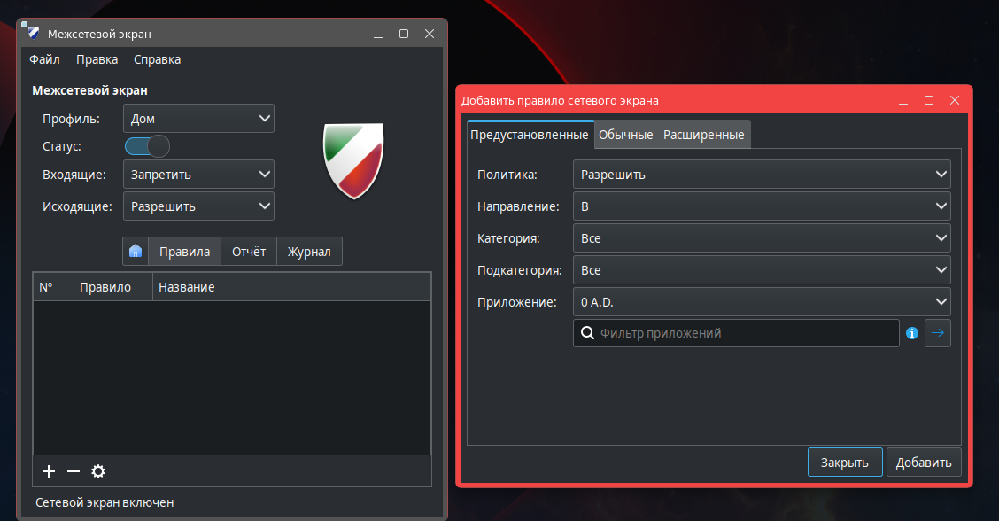 Межсетевой экран
Файл Правка Справка
Межсетевой экран
Профиль: Дом
Статус:
Входящие: Запретить
Исходящие: Разрешить
Правила Отчёт Журнал
Nº Правило Название
Сетевой экран включен
Добавить правило сетевого экрана
Предустановленные Обычные Расширенные
Политика: Разрешить
Направление: В
Категория: Все
Подкатегория: Все
Приложение: 0 A.D.
Фильтр приложений
Закрыть Добавить